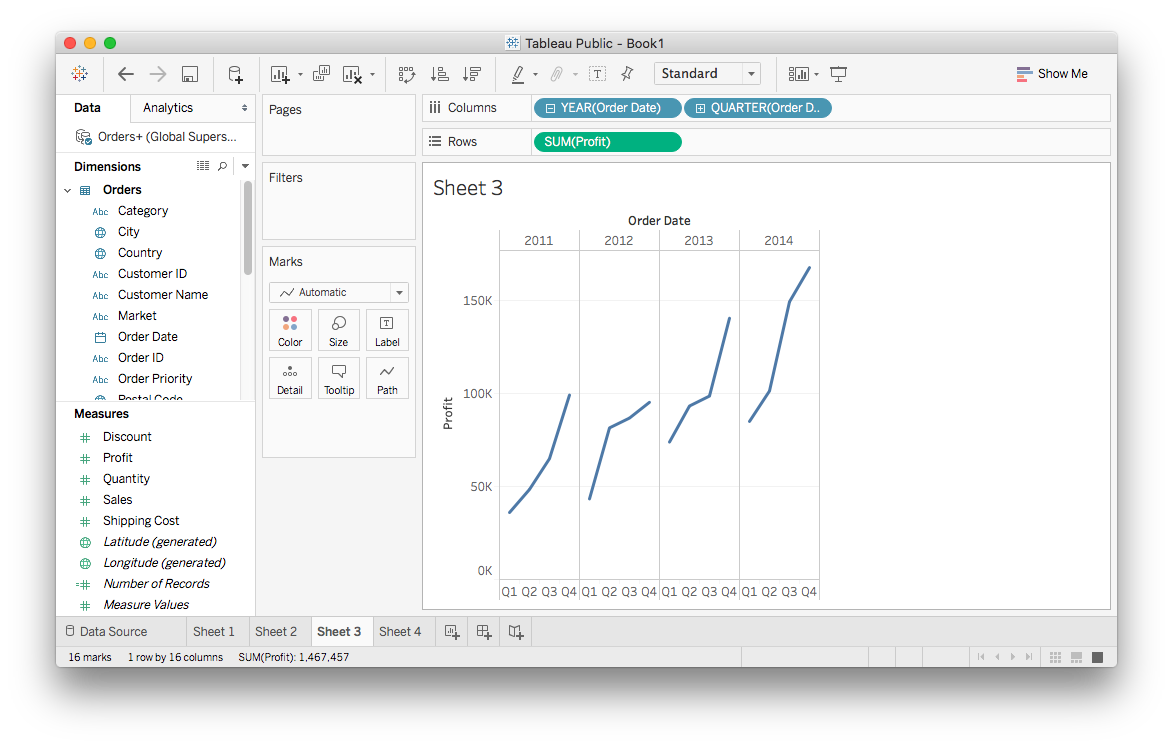 Tableau Public - Book1
Standard
Show Me
Data
Analytics
Orders+ (Global Supers...
Dimensions
Orders
Abc Category
City
Country
Abc Customer ID
Abc Customer Name
Abc Market
Order Date
Abc Order ID
Abc Order Priority
Postal Code
Measures
Discount
Profit
Quantity
Sales
Shipping Cost
Latitude (generated)
Longitude (generated)
Number of Records
Measure Values
Pages
Filters
Marks
Automatic
Color Size Label
Detail Tooltip Path
Columns YEAR(Order Date) QUARTER(Order D..
Rows SUM(Profit)
Sheet 3
Order Date
2011 2012 2013 2014
Profit
150K
100K
50K
0K
Q1 Q2 Q3 Q4 Q1 Q2 Q3 Q4 Q1 Q2 Q3 Q4 Q1 Q2 Q3 Q4
Data Source Sheet 1 Sheet 2 Sheet 3 Sheet 4
16 marks 1 row by 16 columns SUM(Profit): 1,467,457